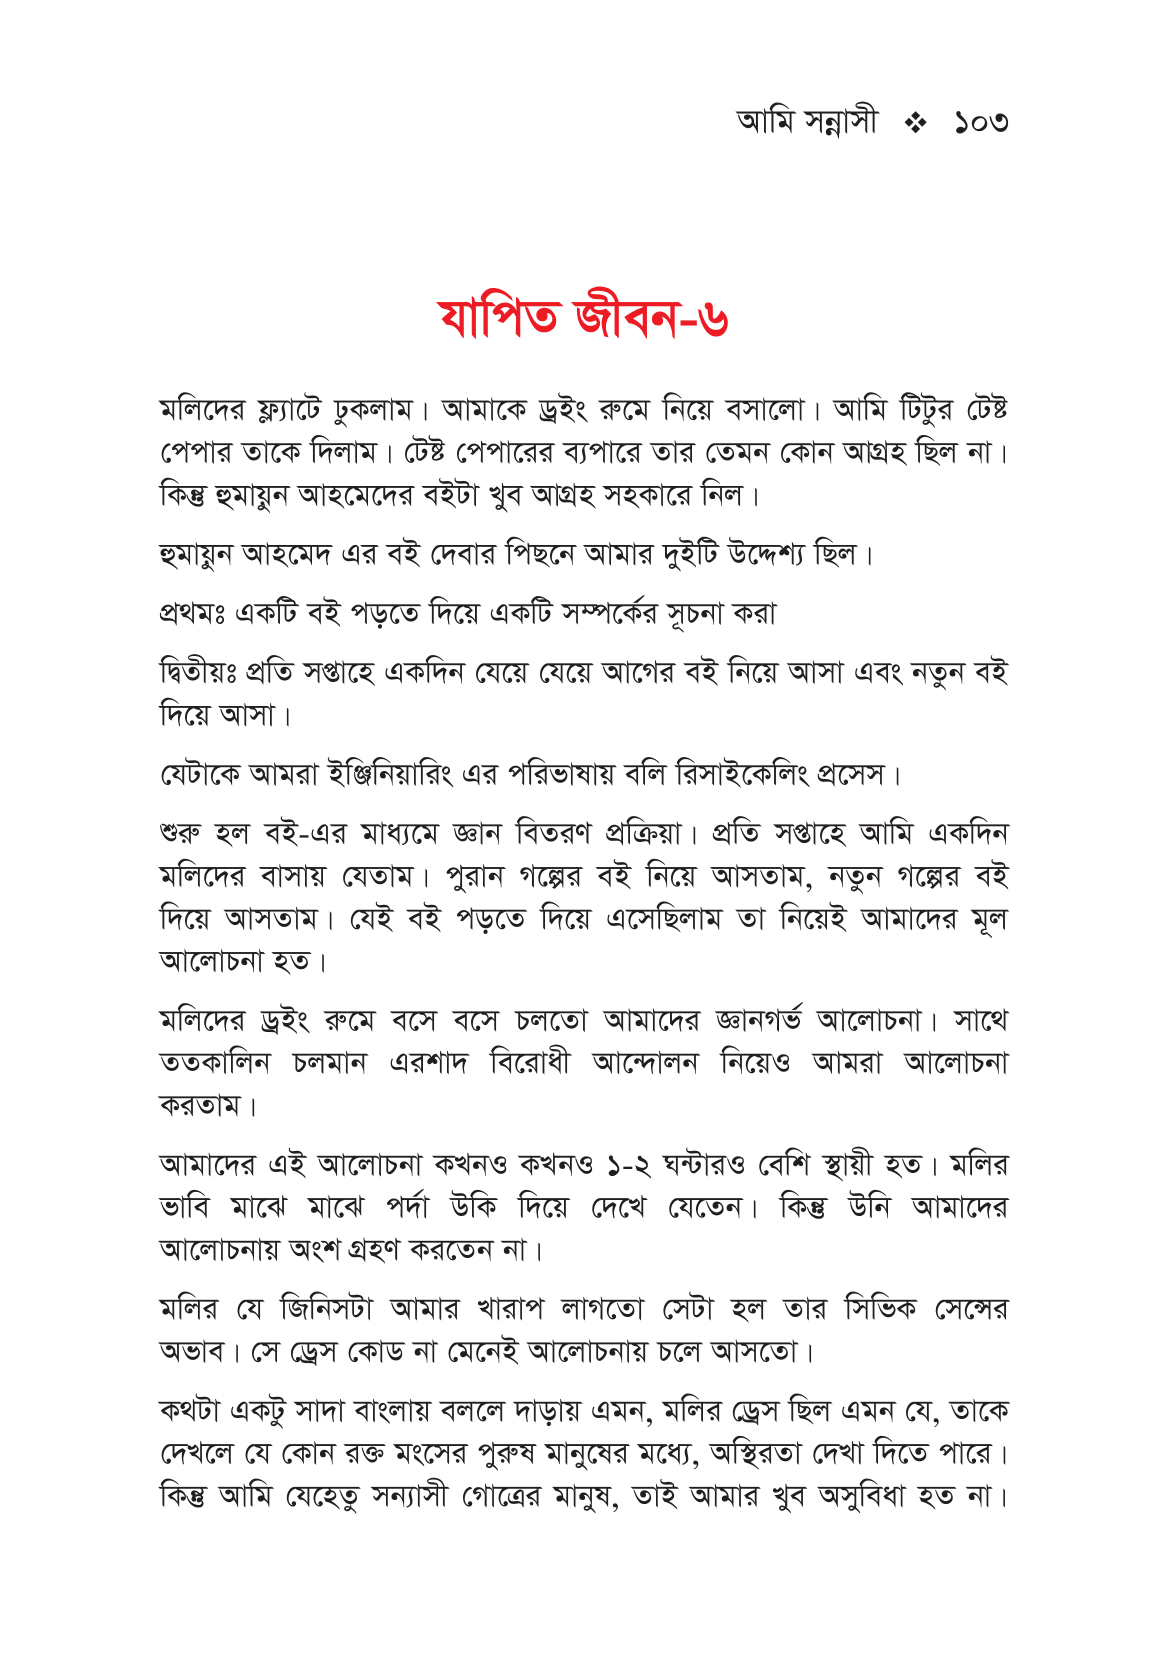 আমি সন্নাসী ❖ ১০৩
যাপিত জীবন-৬
মলিদের ফ্ল্যাটে ঢুকলাম। আমাকে ড্রইং রুমে নিয়ে বসালো। আমি টিটুর টেষ্ট
পেপার তাকে দিলাম। টেষ্ট পেপারের ব্যপারে তার তেমন কোন আগ্রহ ছিল না।
কিন্তু হুমায়ুন আহমেদের বইটা খুব আগ্রহ সহকারে নিল।
হুমায়ুন আহমেদ এর বই দেবার পিছনে আমার দুইটি উদ্দেশ্য ছিল।
প্রথমঃ একটি বই পড়তে দিয়ে একটি সম্পর্কের সূচনা করা
দ্বিতীয়ঃ প্রতি সপ্তাহে একদিন যেয়ে যেয়ে আগের বই নিয়ে আসা এবং নতুন বই
দিয়ে আসা।
যেটাকে আমরা ইঞ্জিনিয়ারিং এর পরিভাষায় বলি রিসাইকেলিং প্রসেস।
শুরু হল বই-এর মাধ্যমে জ্ঞান বিতরণ প্রক্রিয়া। প্রতি সপ্তাহে আমি একদিন
মলিদের বাসায় যেতাম। পুরান গল্পের বই নিয়ে আসতাম, নতুন গল্পের বই
দিয়ে আসতাম। যেই বই পড়তে দিয়ে এসেছিলাম তা নিয়েই আমাদের মূল
আলোচনা হত।
মলিদের ড্রইং রুমে বসে বসে চলতো আমাদের জ্ঞানগর্ভ আলোচনা। সাথে
ততকালিন চলমান এরশাদ বিরোধী আন্দোলন নিয়েও আমরা আলোচনা
করতাম।
আমাদের এই আলোচনা কখনও কখনও ১-২ ঘন্টারও বেশি স্থায়ী হত। মলির
ভাবি মাঝে মাঝে পর্দা উকি দিয়ে দেখে যেতেন। কিন্তু উনি আমাদের
আলোচনায় অংশ গ্রহণ করতেন না।
মলির যে জিনিসটা আমার খারাপ লাগতো সেটা হল তার সিভিক সেন্সের
অভাব। সে ড্রেস কোড না মেনেই আলোচনায় চলে আসতো।
কথটা একটু সাদা বাংলায় বললে দাড়ায় এমন, মলির ড্রেস ছিল এমন যে, তাকে
দেখলে যে কোন রক্ত মংসের পুরুষ মানুষের মধ্যে, অস্থিরতা দেখা দিতে পারে।
কিন্তু আমি যেহেতু সন্যাসী গোত্রের মানুষ, তাই আমার খুব অসুবিধা হত না।